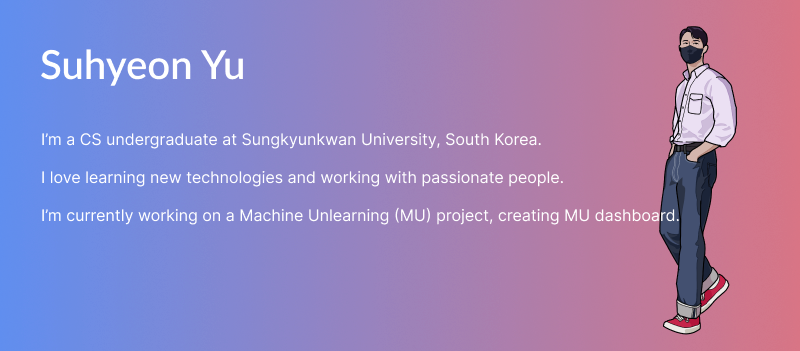 Suhyeon Yu
I’m a CS undergraduate at Sungkyunkwan University, South Korea.
I love learning new technologies and working with passionate people.
I’m currently working on a Machine Unlearning (MU) project, creating MU dashboard.